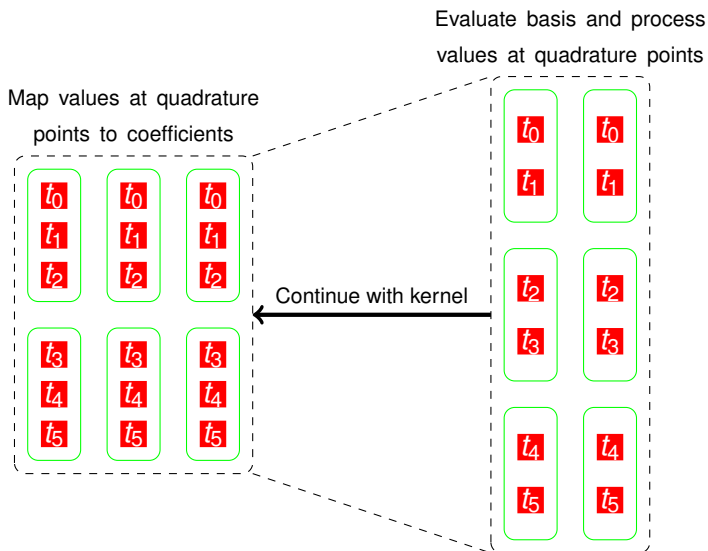 Evaluate basis and process
values at quadrature points
Map values at quadrature
points to coefficients
t₀ t₀ t₀
t₁ t₁ t₁
t₂ t₂ t₂
t₃ t₃ t₃
t₄ t₄ t₄
t₅ t₅ t₅
Continue with kernel
t₀ t₀
t₁ t₁
t₂ t₂
t₃ t₃
t₄ t₄
t₅ t₅